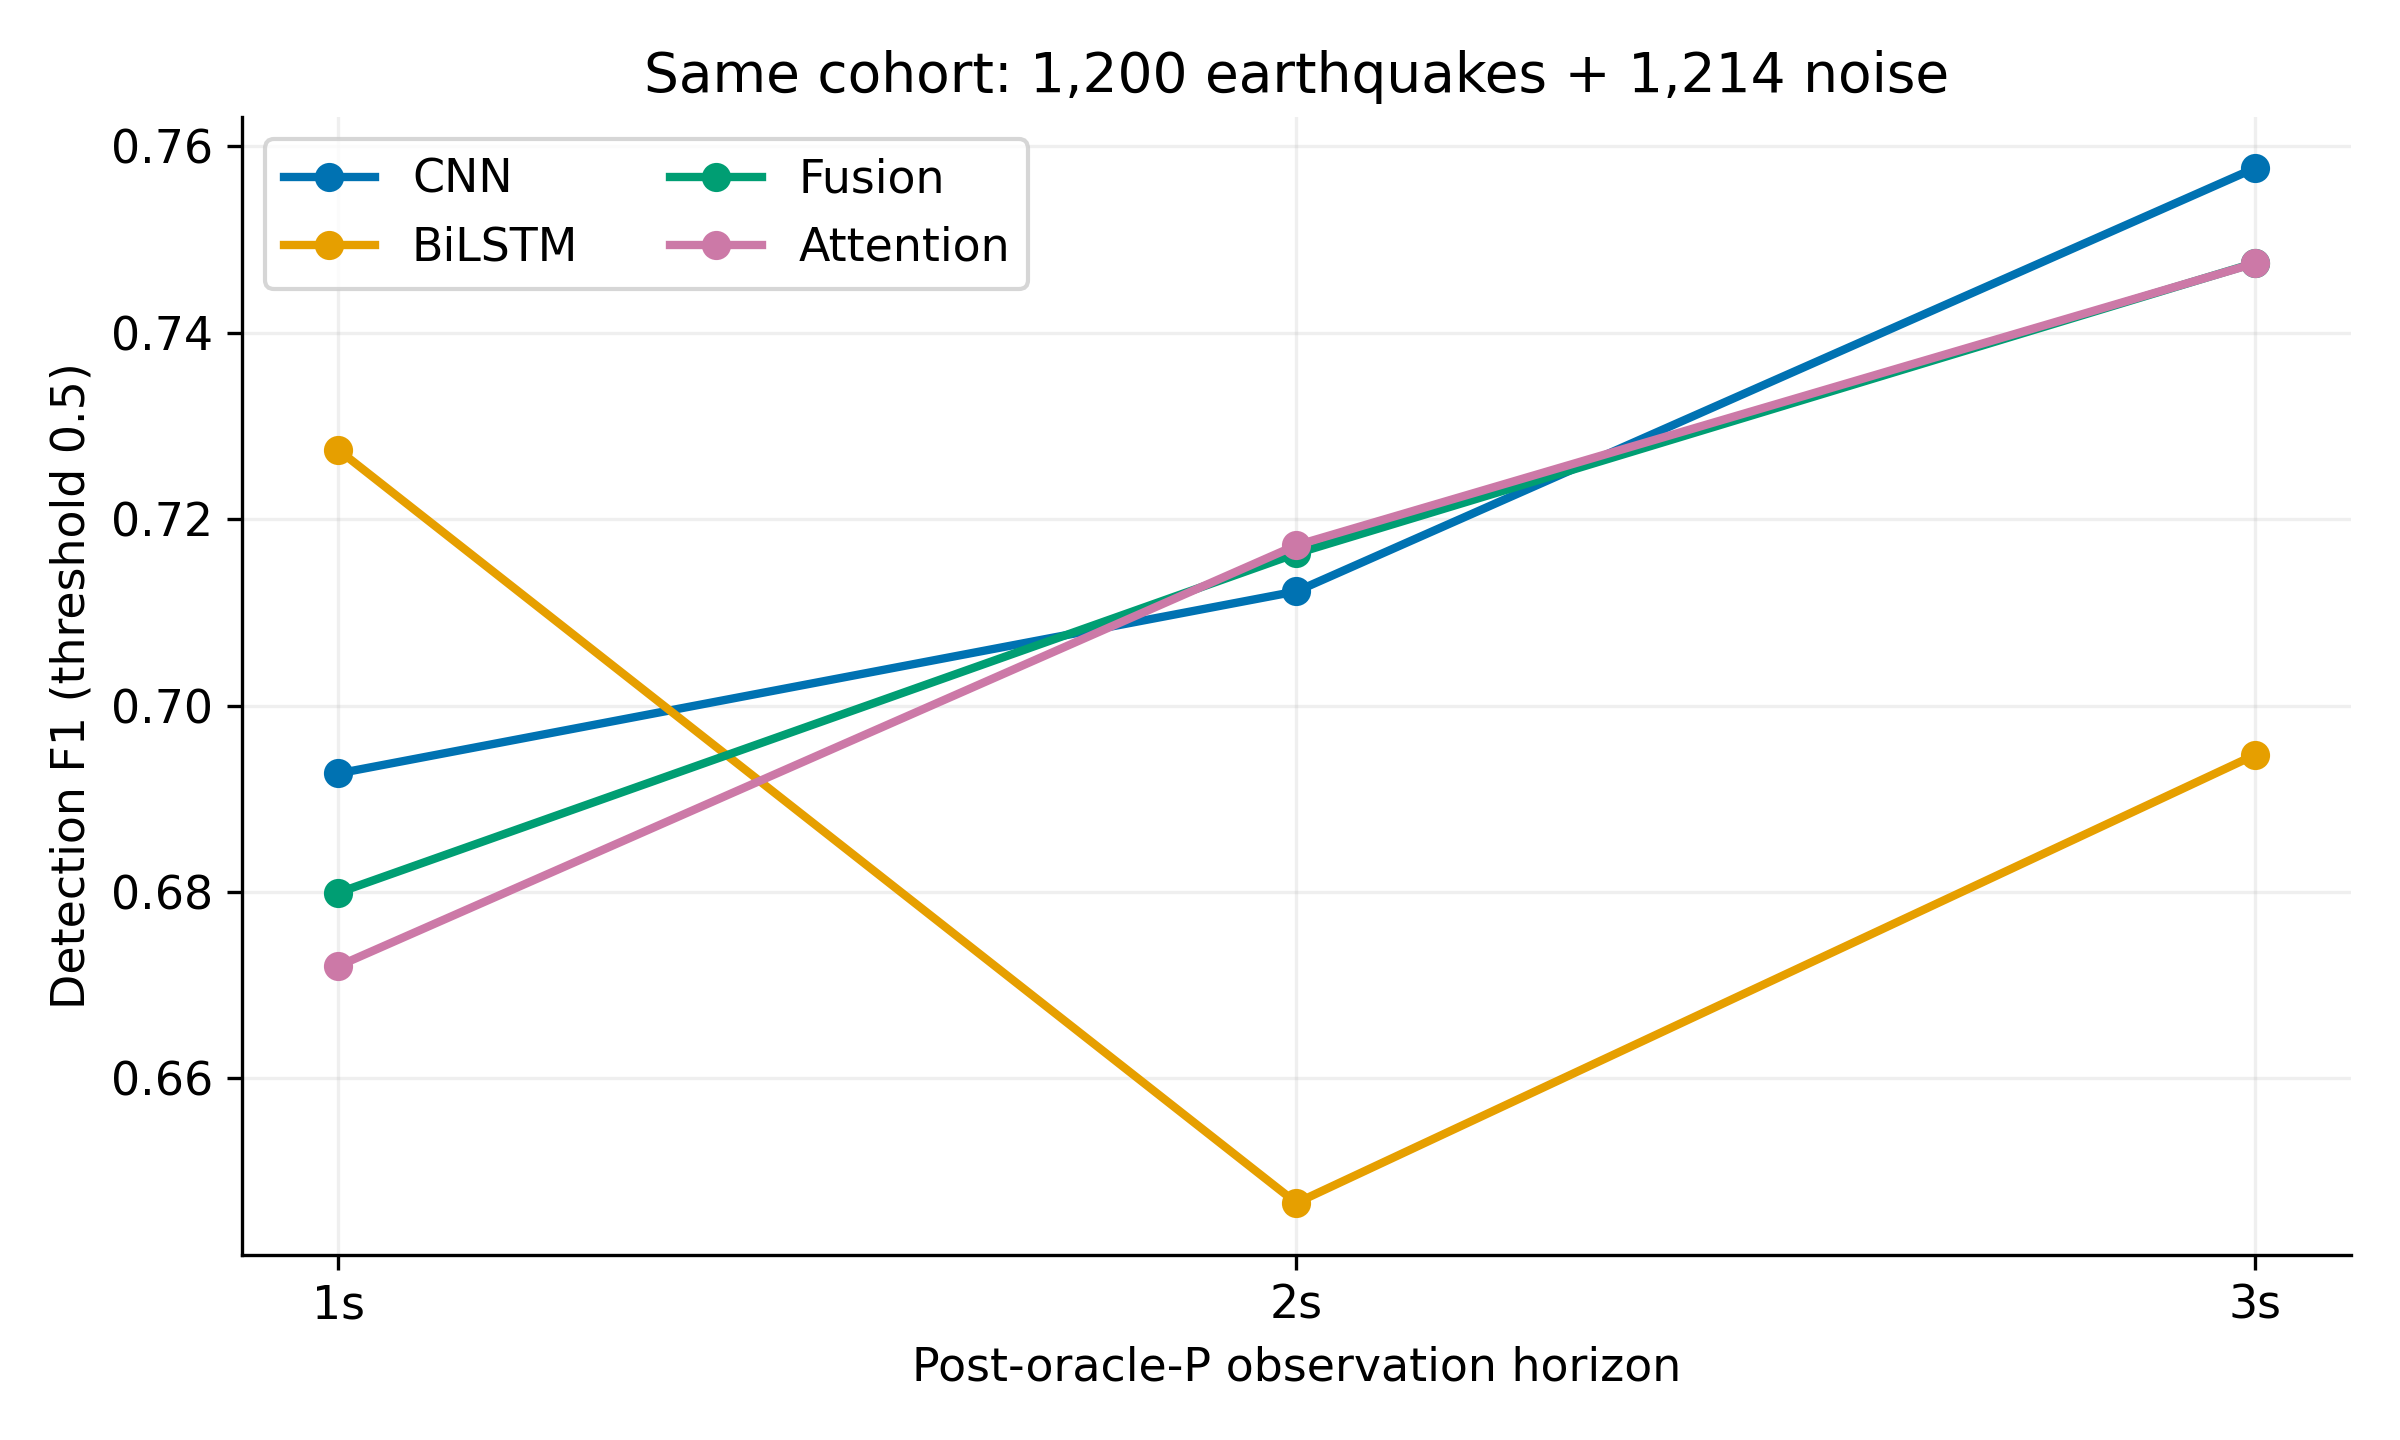 Same cohort: 1,200 earthquakes + 1,214 noise
CNN
BiLSTM
Fusion
Attention
Detection F1 (threshold 0.5)
0.76
0.74
0.72
0.70
0.68
0.66
1s
2s
3s
Post-oracle-P observation horizon